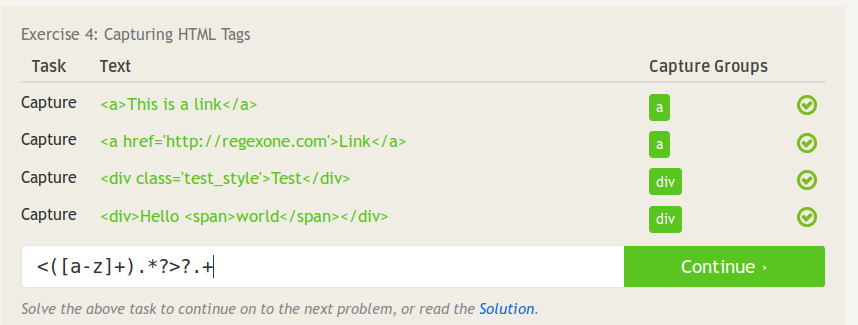 Exercise 4: Capturing HTML Tags
Task Text Capture Groups
Capture <a>This is a link</a> a
Capture <a href='http://regexone.com'>Link</a> a
Capture <div class='test_style'>Test</div> div
Capture <div>Hello <span>world</span></div> div
<([a-z]+).*?>?.+ Continue ›
Solve the above task to continue on to the next problem, or read the Solution.